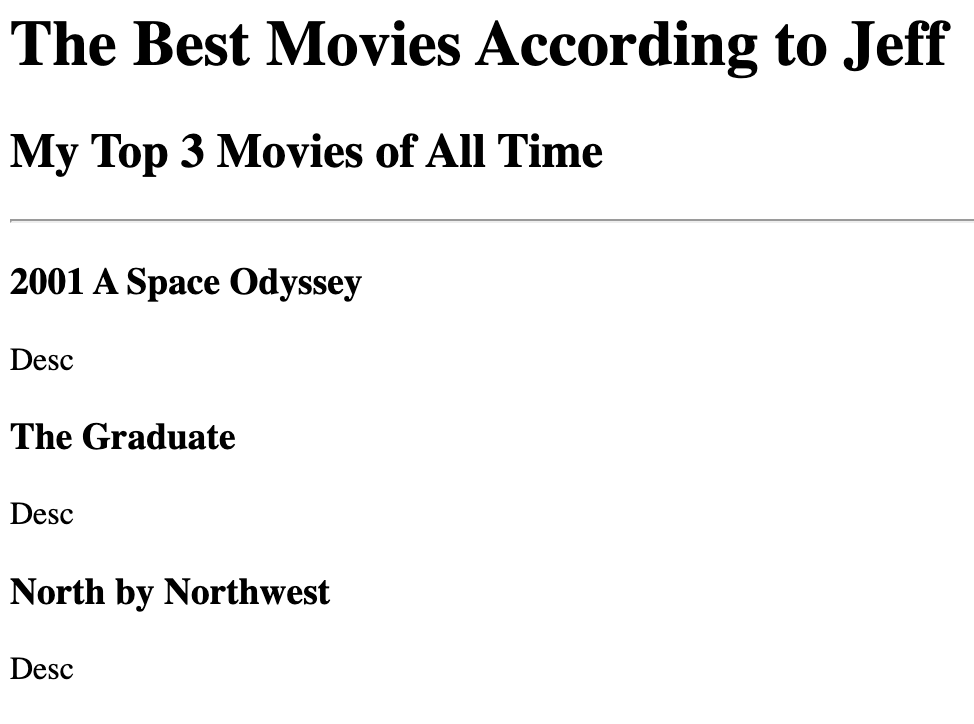 The Best Movies According to Jeff
My Top 3 Movies of All Time
2001 A Space Odyssey
Desc
The Graduate
Desc
North by Northwest
Desc